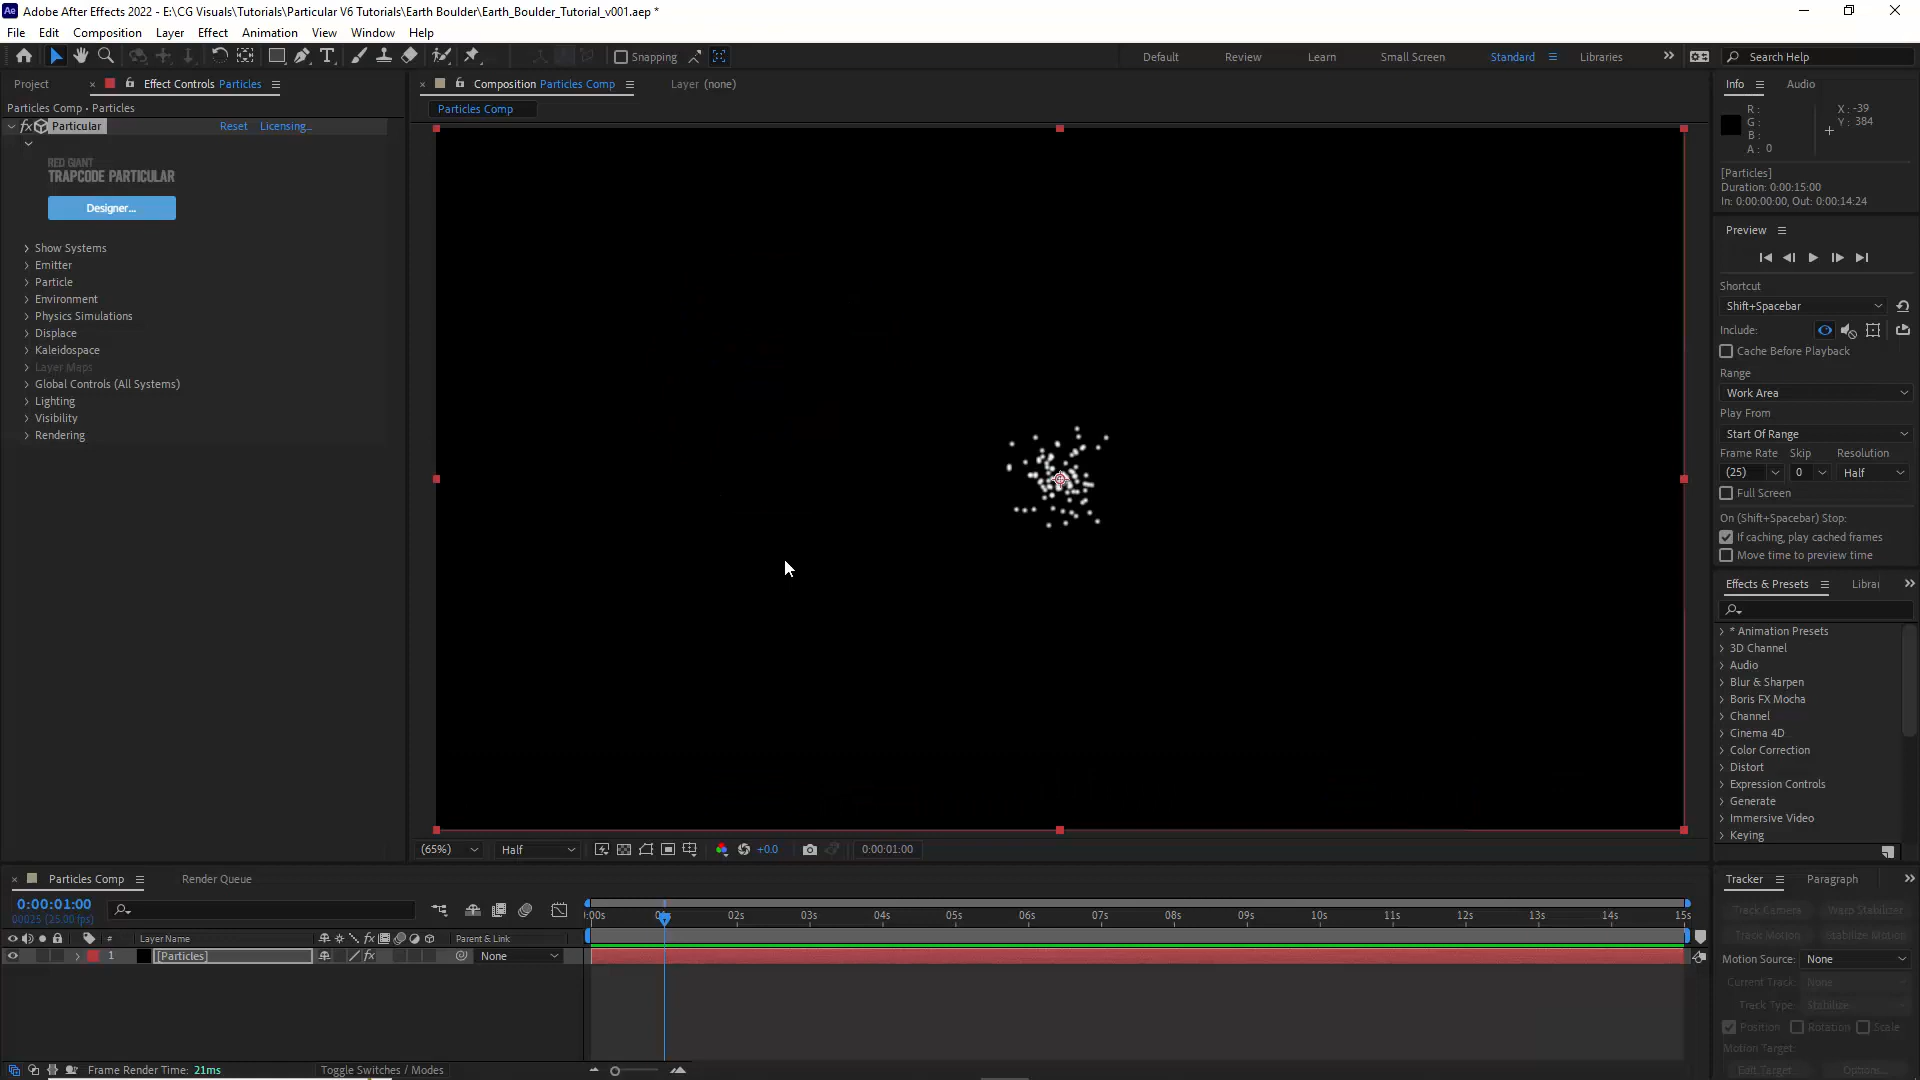 Adobe After Effects 2022 - E:\CG Visuals\Tutorials\Particular V6 Tutorials\Earth Boulder\Earth_Boulder_Tutorial_v001.aep *
File Edit Composition Layer Effect Animation View Window Help
Snapping
Default Review Learn Small Screen Standard Libraries
Search Help
Project
Effect Controls Particles
Composition Particles Comp
Layer (none)
Info Audio
Particles Comp • Particles
Particles Comp
fx Particular Reset Licensing...
R :
G :
B :
A : 0
X : -39
Y : 384
RED GIANT
TRAPCODE PARTICULAR
Designer...
Show Systems
Emitter
Particle
Environment
Physics Simulations
Displace
Kaleidospace
Layer Maps
Global Controls (All Systems)
Lighting
Visibility
Rendering
[Particles]
Duration: 0:00:15:00
In: 0:00:00:00, Out: 0:00:14:24
Preview
Shortcut
Shift+Spacebar
Include:
Cache Before Playback
Range
Work Area
Play From
Start Of Range
Frame Rate Skip Resolution
(25) 0 Half
Full Screen
On (Shift+Spacebar) Stop:
If caching, play cached frames
Move time to preview time
Effects & Presets Librai
* Animation Presets
3D Channel
Audio
Blur & Sharpen
Boris FX Mocha
Channel
Cinema 4D
Color Correction
Distort
Expression Controls
Generate
Immersive Video
Keying
(65%) Half +0.0 0:00:01:00
Particles Comp Render Queue
Tracker Paragraph
0:00:01:00
00025 (25.00 fps)
:00s 02s 03s 04s 05s 06s 07s 08s 09s 10s 11s 12s 13s 14s 15s
# Layer Name fx Parent & Link
1 [Particles] fx None
Track Camera Warp Stabilizer
Track Motion Stabilize Motion
Motion Source: None
Current Track: None
Track Type: Stabilize
Position Rotation Scale
Motion Target:
Edit Target... Options...
Frame Render Time: 21ms
Toggle Switches / Modes